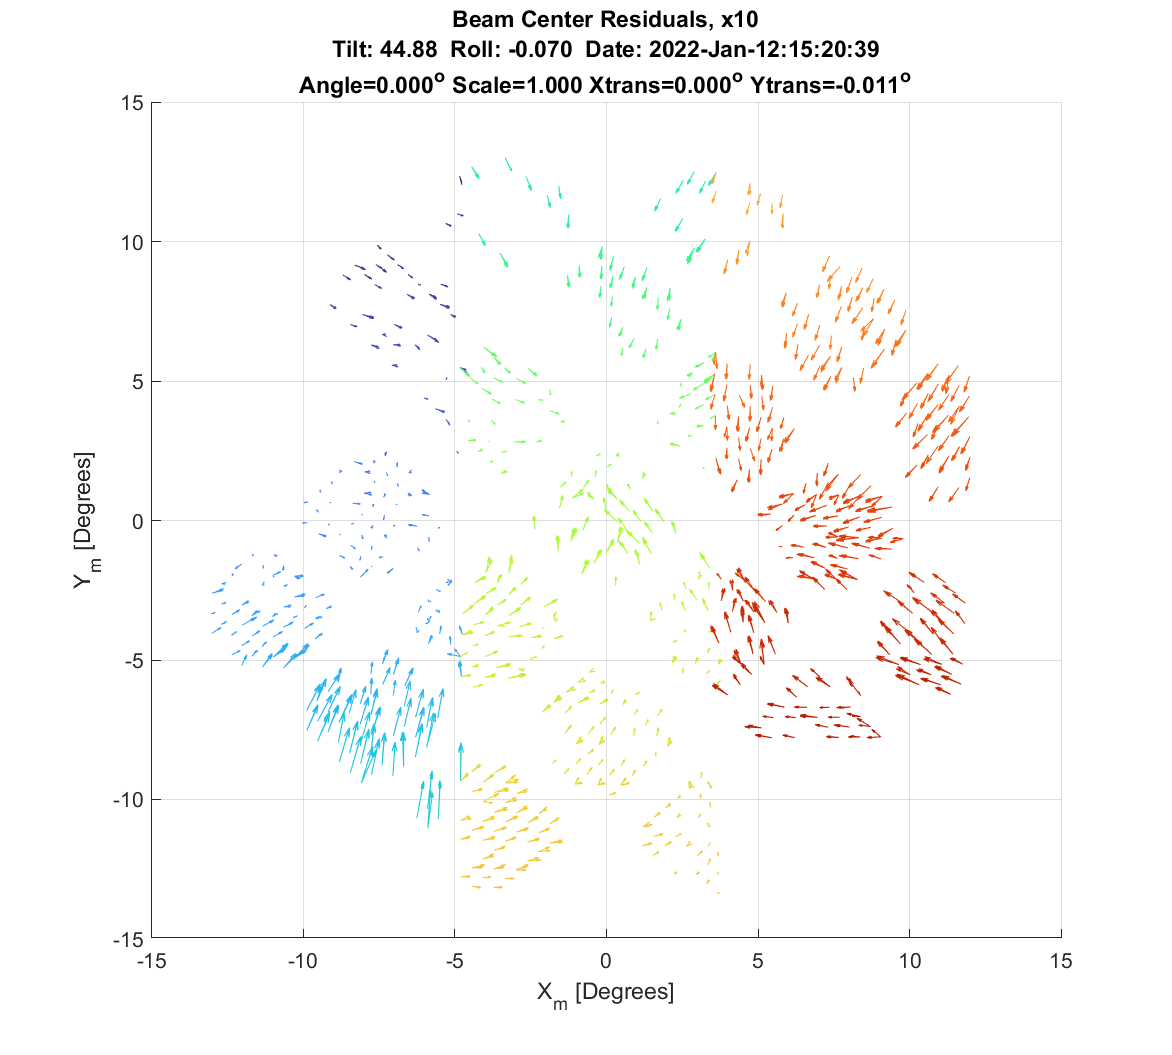 Beam Center Residuals, x10
Tilt: 44.88 Roll: -0.070 Date: 2022-Jan-12:15:20:39
Angle=0.000° Scale=1.000 Xtrans=0.000° Ytrans=-0.011°
15
10
5
0
-5
-10
-15
Y_m [Degrees]
-15 -10 -5 0 5 10 15
X_m [Degrees]